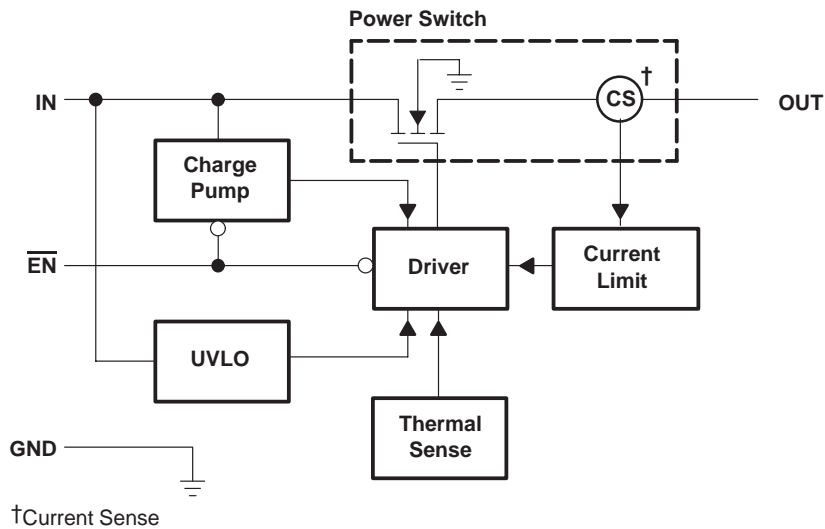 Power Switch
†
IN
CS
OUT
Charge
Pump
EN
Driver
Current
Limit
UVLO
Thermal
Sense
GND
†Current Sense